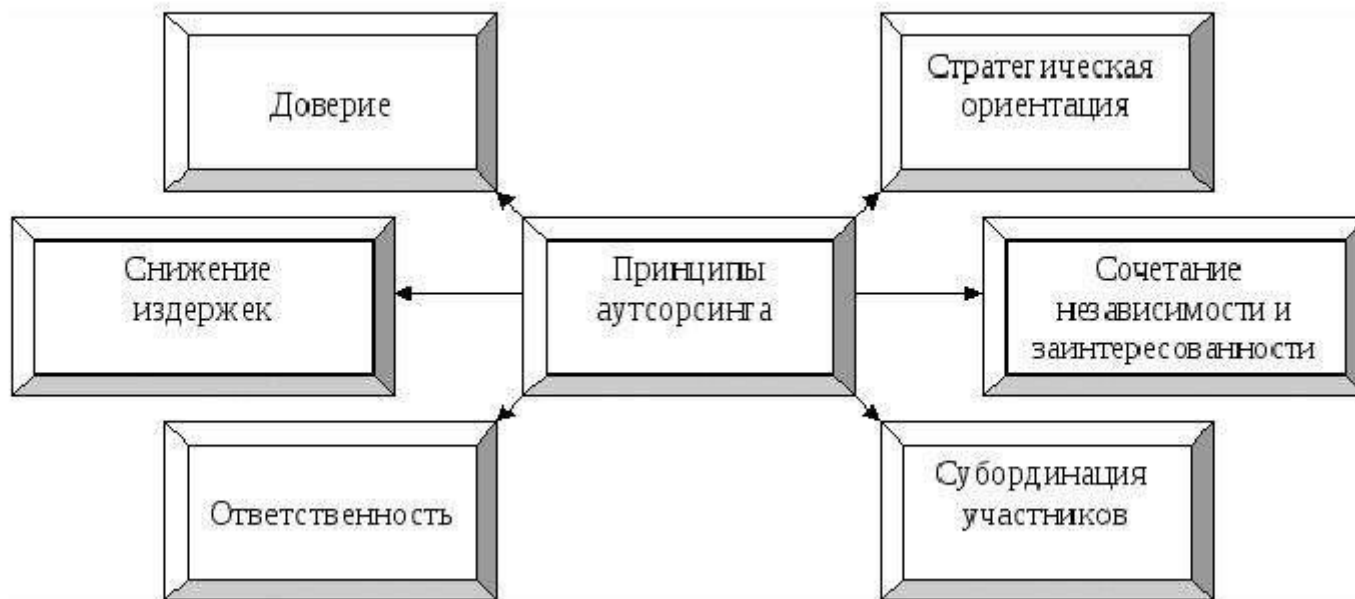 Доверие
Стратегическая
ориентация
Снижение
издержек
Принципы
аутсорсинга
Сочетание
независимости и
заинтересованности
Ответственность
Субординация
участников